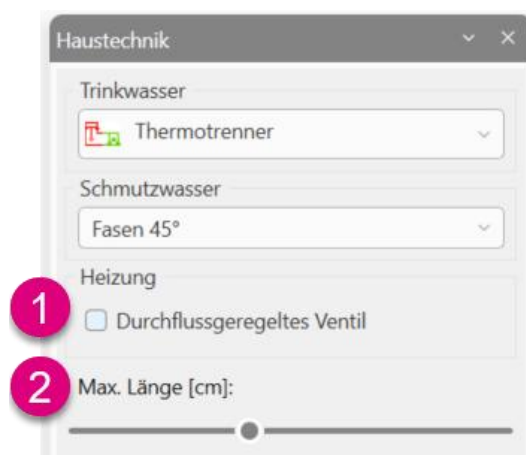 Haustechnik
Trinkwasser
Thermotrenner
Schmutzwasser
Fasen 45°
Heizung
1
Durchflussgeregeltes Ventil
2
Max. Länge [cm]: